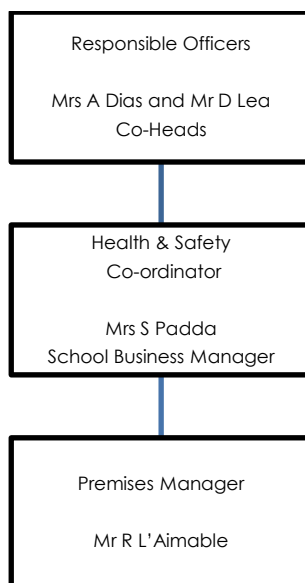 Responsible Officers
Mrs A Dias and Mr D Lea
Co-Heads
Health & Safety
Co-ordinator
Mrs S Padda
School Business Manager
Premises Manager
Mr R L’Aimable